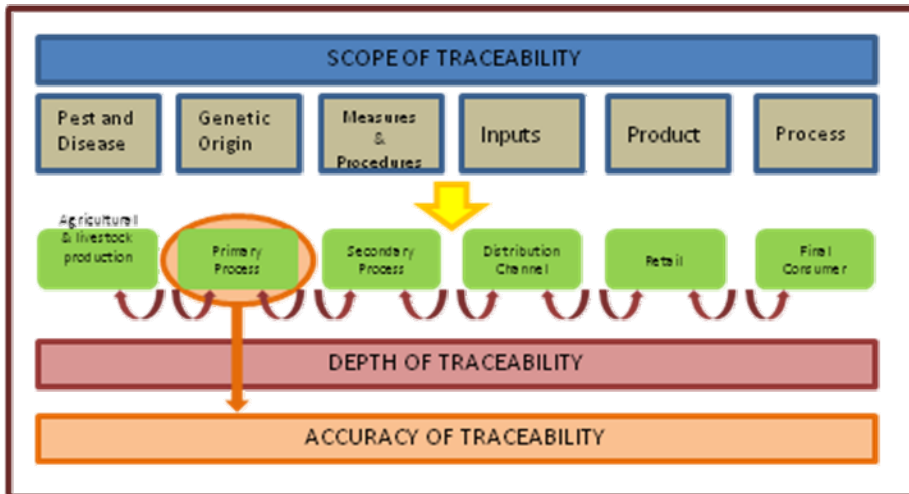 SCOPE OF TRACEABILITY
Pest and
Disease
Genetic
Origin
Measures
&
Procedures
Inputs
Product
Process
Agricultural
& livestock
production
Primary
Process
Secondary
Process
Distribution
Channel
Retail
Final
Consumer
DEPTH OF TRACEABILITY
ACCURACY OF TRACEABILITY